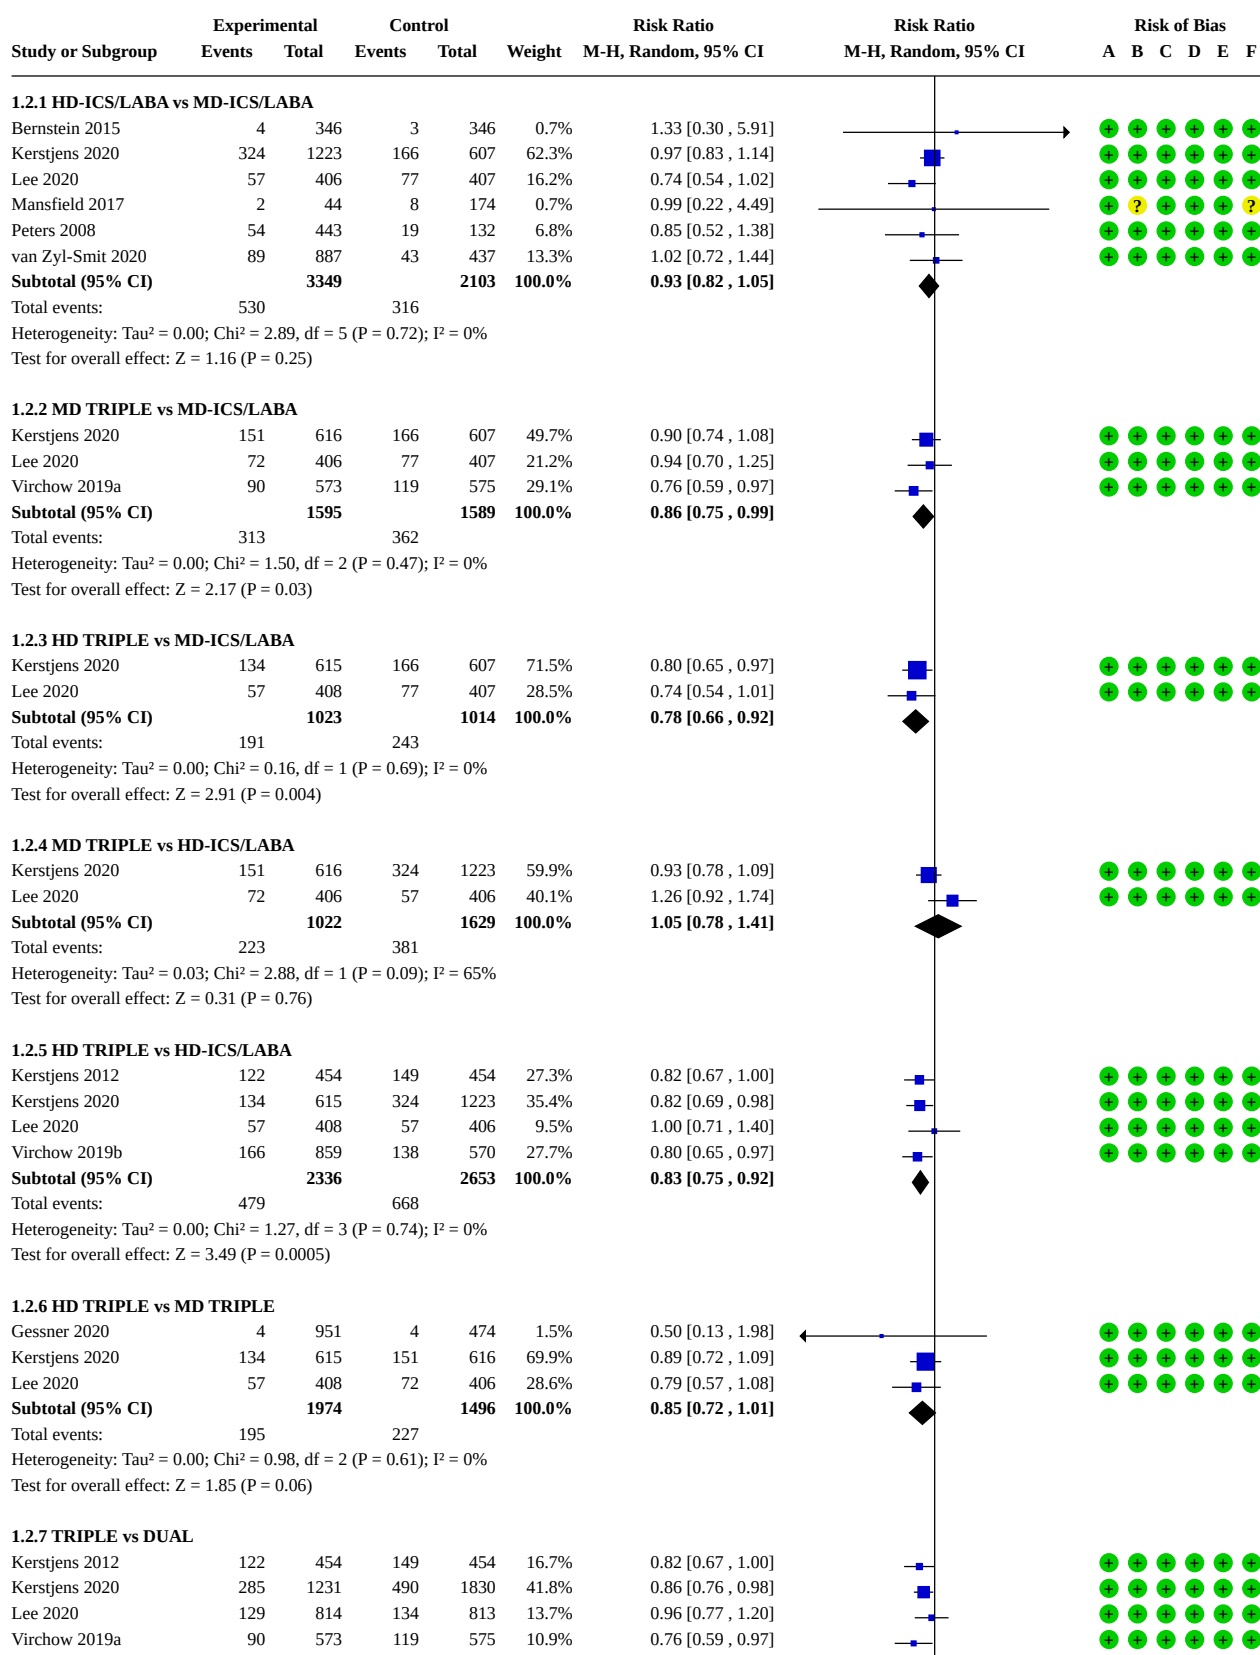 Experimental Control Risk Ratio Risk Ratio Risk of Bias
Study or Subgroup Events Total Events Total Weight M-H, Random, 95% CI M-H, Random, 95% CI A B C D E F
1.2.1 HD-ICS/LABA vs MD-ICS/LABA
Bernstein 2015 4 346 3 346 0.7% 1.33 [0.30 , 5.91] + + + + + +
Kerstjens 2020 324 1223 166 607 62.3% 0.97 [0.83 , 1.14] + + + + + +
Lee 2020 57 406 77 407 16.2% 0.74 [0.54 , 1.02] + + + + + +
Mansfield 2017 2 44 8 174 0.7% 0.99 [0.22 , 4.49] + ? + + + ?
Peters 2008 54 443 19 132 6.8% 0.85 [0.52 , 1.38] + + + + + +
van Zyl-Smit 2020 89 887 43 437 13.3% 1.02 [0.72 , 1.44] + + + + + +
Subtotal (95% CI) 3349 2103 100.0% 0.93 [0.82 , 1.05]
Total events: 530 316
Heterogeneity: Tau² = 0.00; Chi² = 2.89, df = 5 (P = 0.72); I² = 0%
Test for overall effect: Z = 1.16 (P = 0.25)
1.2.2 MD TRIPLE vs MD-ICS/LABA
Kerstjens 2020 151 616 166 607 49.7% 0.90 [0.74 , 1.08] + + + + + +
Lee 2020 72 406 77 407 21.2% 0.94 [0.70 , 1.25] + + + + + +
Virchow 2019a 90 573 119 575 29.1% 0.76 [0.59 , 0.97] + + + + + +
Subtotal (95% CI) 1595 1589 100.0% 0.86 [0.75 , 0.99]
Total events: 313 362
Heterogeneity: Tau² = 0.00; Chi² = 1.50, df = 2 (P = 0.47); I² = 0%
Test for overall effect: Z = 2.17 (P = 0.03)
1.2.3 HD TRIPLE vs MD-ICS/LABA
Kerstjens 2020 134 615 166 607 71.5% 0.80 [0.65 , 0.97] + + + + + +
Lee 2020 57 408 77 407 28.5% 0.74 [0.54 , 1.01] + + + + + +
Subtotal (95% CI) 1023 1014 100.0% 0.78 [0.66 , 0.92]
Total events: 191 243
Heterogeneity: Tau² = 0.00; Chi² = 0.16, df = 1 (P = 0.69); I² = 0%
Test for overall effect: Z = 2.91 (P = 0.004)
1.2.4 MD TRIPLE vs HD-ICS/LABA
Kerstjens 2020 151 616 324 1223 59.9% 0.93 [0.78 , 1.09] + + + + + +
Lee 2020 72 406 57 406 40.1% 1.26 [0.92 , 1.74] + + + + + +
Subtotal (95% CI) 1022 1629 100.0% 1.05 [0.78 , 1.41]
Total events: 223 381
Heterogeneity: Tau² = 0.03; Chi² = 2.88, df = 1 (P = 0.09); I² = 65%
Test for overall effect: Z = 0.31 (P = 0.76)
1.2.5 HD TRIPLE vs HD-ICS/LABA
Kerstjens 2012 122 454 149 454 27.3% 0.82 [0.67 , 1.00] + + + + + +
Kerstjens 2020 134 615 324 1223 35.4% 0.82 [0.69 , 0.98] + + + + + +
Lee 2020 57 408 57 406 9.5% 1.00 [0.71 , 1.40] + + + + + +
Virchow 2019b 166 859 138 570 27.7% 0.80 [0.65 , 0.97] + + + + + +
Subtotal (95% CI) 2336 2653 100.0% 0.83 [0.75 , 0.92]
Total events: 479 668
Heterogeneity: Tau² = 0.00; Chi² = 1.27, df = 3 (P = 0.74); I² = 0%
Test for overall effect: Z = 3.49 (P = 0.0005)
1.2.6 HD TRIPLE vs MD TRIPLE
Gessner 2020 4 951 4 474 1.5% 0.50 [0.13 , 1.98] + + + + + +
Kerstjens 2020 134 615 151 616 69.9% 0.89 [0.72 , 1.09] + + + + + +
Lee 2020 57 408 72 406 28.6% 0.79 [0.57 , 1.08] + + + + + +
Subtotal (95% CI) 1974 1496 100.0% 0.85 [0.72 , 1.01]
Total events: 195 227
Heterogeneity: Tau² = 0.00; Chi² = 0.98, df = 2 (P = 0.61); I² = 0%
Test for overall effect: Z = 1.85 (P = 0.06)
1.2.7 TRIPLE vs DUAL
Kerstjens 2012 122 454 149 454 16.7% 0.82 [0.67 , 1.00] + + + + + +
Kerstjens 2020 285 1231 490 1830 41.8% 0.86 [0.76 , 0.98] + + + + + +
Lee 2020 129 814 134 813 13.7% 0.96 [0.77 , 1.20] + + + + + +
Virchow 2019a 90 573 119 575 10.9% 0.76 [0.59 , 0.97] + + + + + +